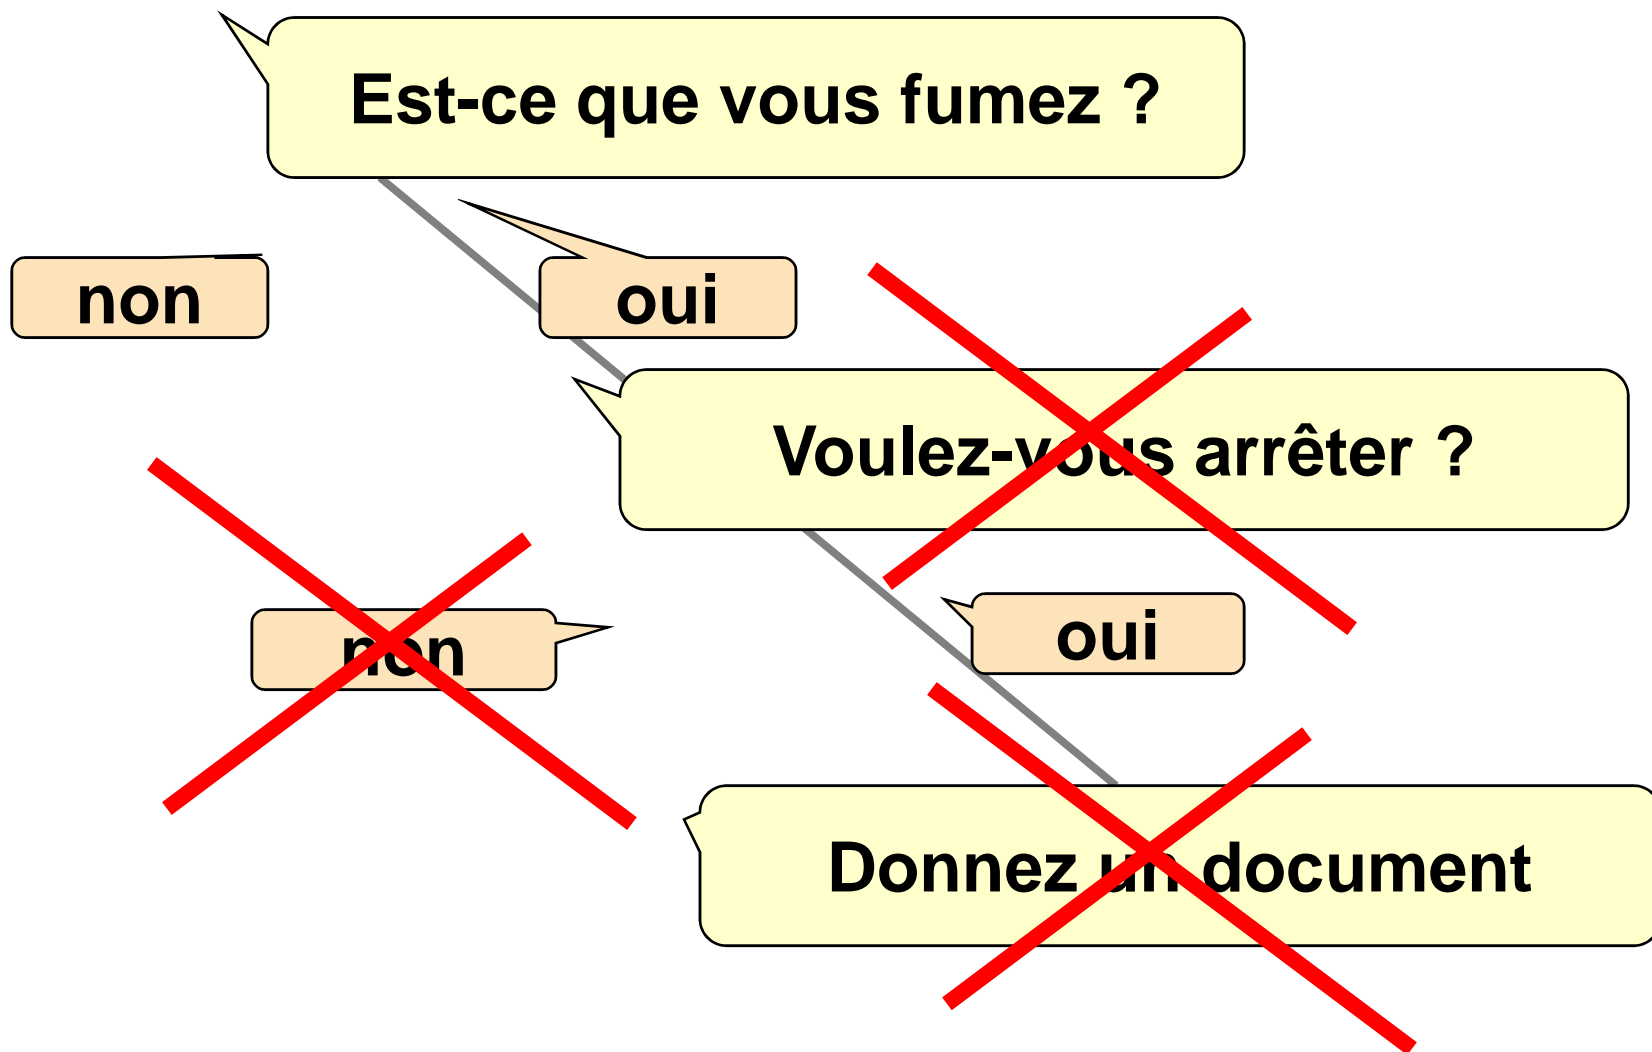 Est-ce que vous fumez ?
non
oui
Voulez-vous arrêter ?
non
oui
Donnez un document